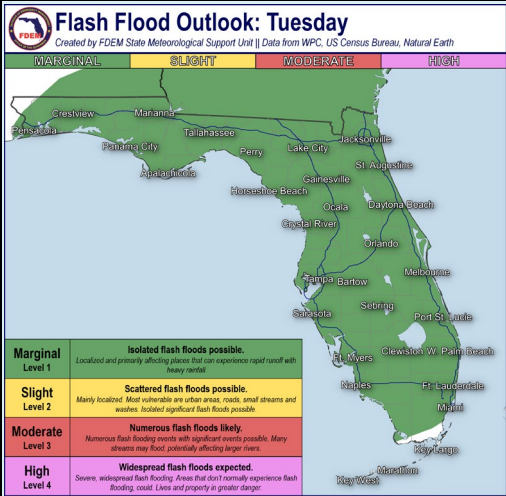 Flash Flood Outlook: Tuesday
FDEM
Created by FDEM State Meteorological Support Unit || Data from WPC, US Census Bureau, Natural Earth
MARGINAL SLIGHT MODERATE HIGH
Crestview
Marianna
Pensacola
Tallahassee
Jacksonville
Panama City
Perry
Lake City
St. Augustine
Apalachicola
Gainesville
Horseshoe Beach
Ocala
Daytona Beach
Crystal River
Orlando
Tampa
Bartow
Melbourne
Sebring
Sarasota
Port St. Lucie
Ft. Myers
Clewiston
W. Palm Beach
Naples
Ft. Lauderdale
Miami
Key Largo
Marathon
Key West
Marginal
Level 1
Isolated flash floods possible.
Localized and primarily affecting places that can experience rapid runoff with
heavy rainfall
Slight
Level 2
Scattered flash floods possible.
Mainly localized. Most vulnerable are urban areas, roads, small streams and
washes. Isolated significant flash floods possible.
Moderate
Level 3
Numerous flash floods likely.
Numerous flash flooding events with significant events possible. Many
streams may flood, potentially affecting larger rivers.
High
Level 4
Widespread flash floods expected.
Severe, widespread flash flooding. Areas that don't normally experience flash
flooding, could. Lives and property in greater danger.